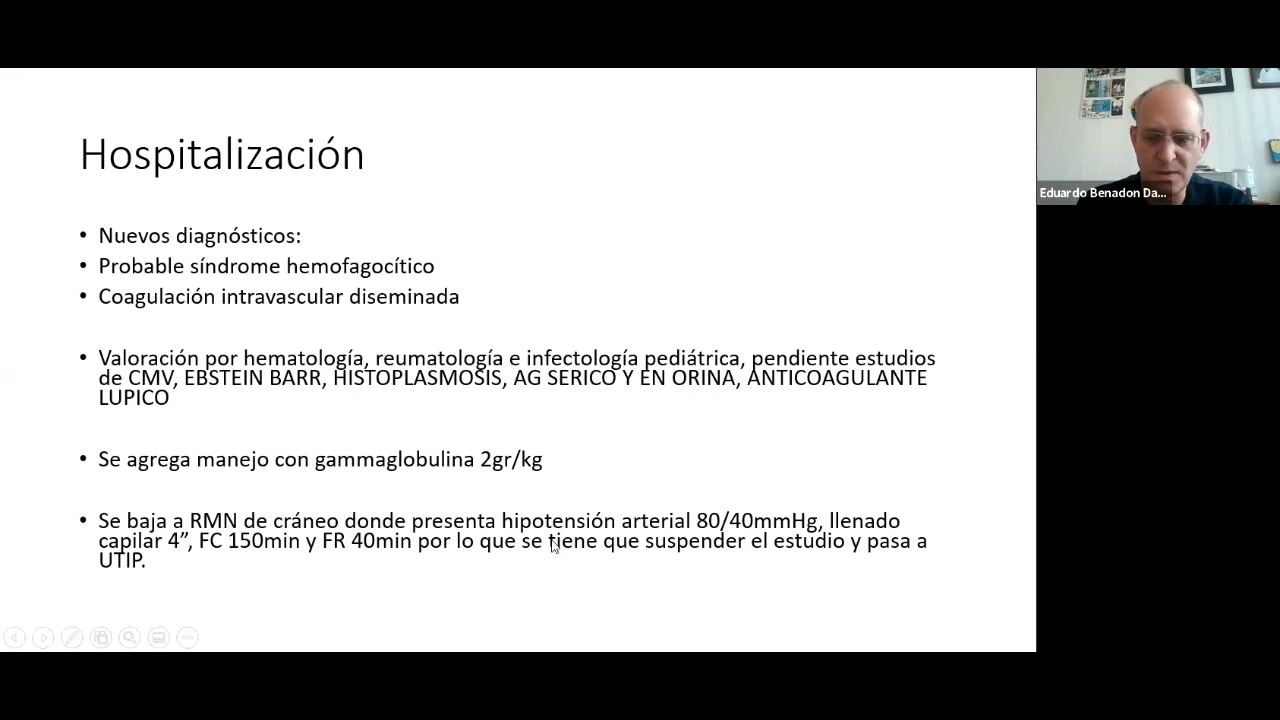 Hospitalización
• Nuevos diagnósticos:
• Probable síndrome hemofagocítico
• Coagulación intravascular diseminada
• Valoración por hematología, reumatología e infectología pediátrica, pendiente estudios
de CMV, EBSTEIN BARR, HISTOPLASMOSIS, AG SERICO Y EN ORINA, ANTICOAGULANTE
LUPICO
• Se agrega manejo con gammaglobulina 2gr/kg
• Se baja a RMN de cráneo donde presenta hipotensión arterial 80/40mmHg, llenado
capilar 4”, FC 150min y FR 40min por lo que se tiene que suspender el estudio y pasa a
UTIP.
Eduardo Benadon Da...